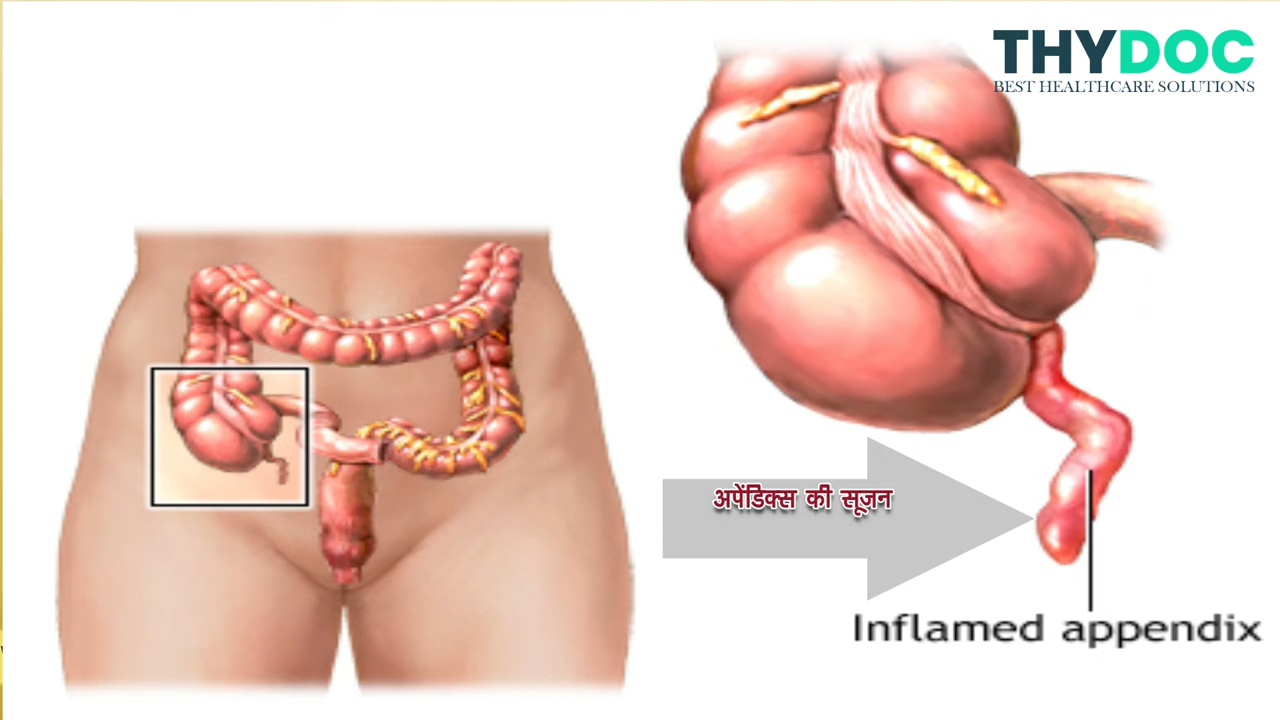 THYDOC
BEST HEALTHCARE SOLUTIONS
अपेंडिक्स की सूजन
Inflamed appendix